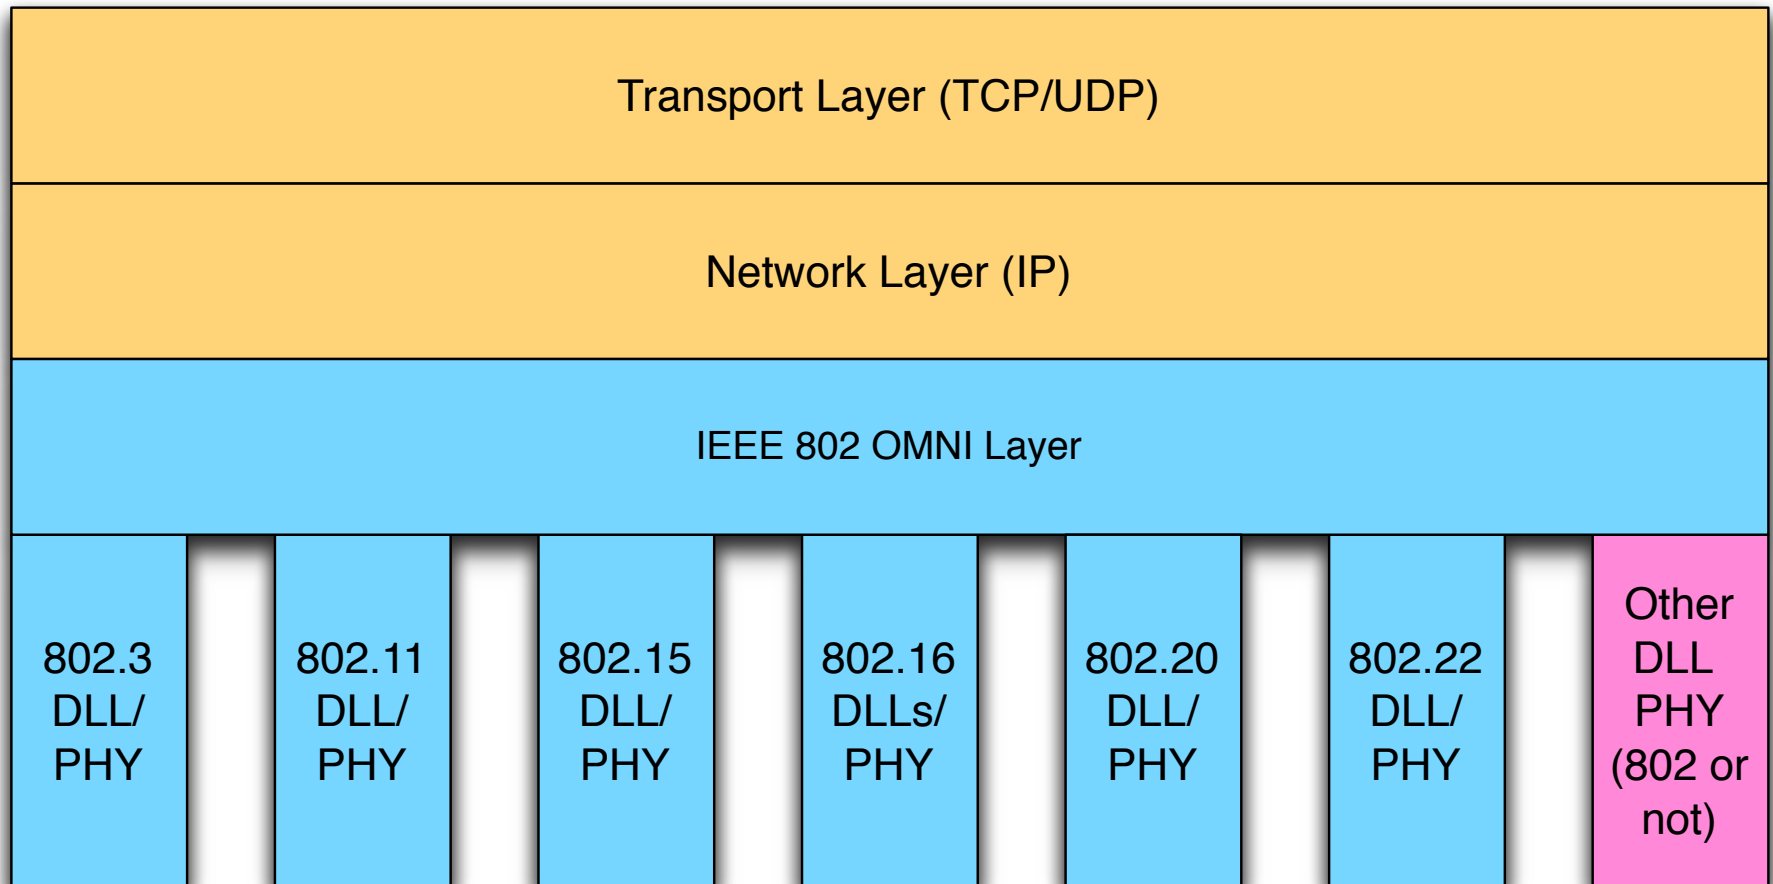 Transport Layer (TCP/UDP)
Network Layer (IP)
IEEE 802 OMNI Layer
802.3
DLL/
PHY
802.11
DLL/
PHY
802.15
DLL/
PHY
802.16
DLLs/
PHY
802.20
DLL/
PHY
802.22
DLL/
PHY
Other
DLL
PHY
(802 or
not)